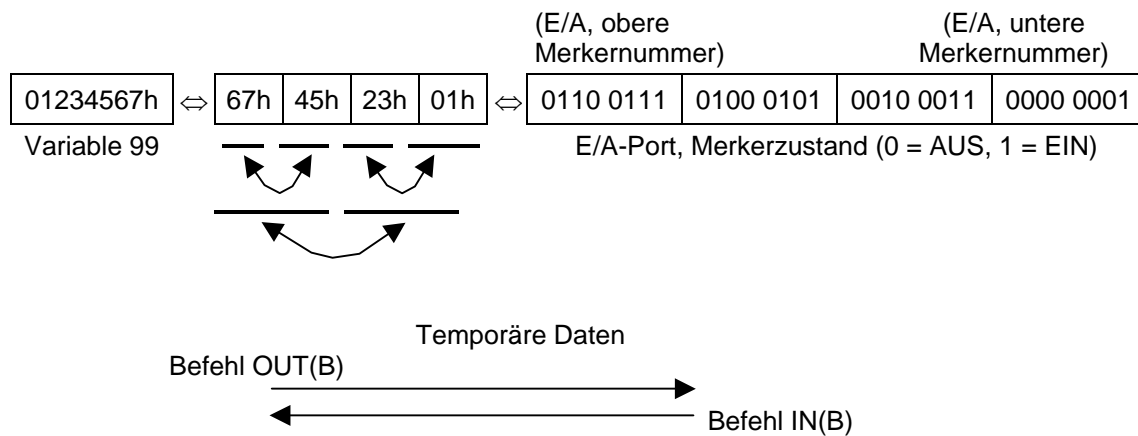 (E/A, obere
Merkernummer)
(E/A, untere
Merkernummer)
01234567h ⇔ 67h 45h 23h 01h ⇔ 0110 0111 0100 0101 0010 0011 0000 0001
Variable 99
E/A-Port, Merkerzustand (0 = AUS, 1 = EIN)
Temporäre Daten
Befehl OUT(B)
Befehl IN(B)